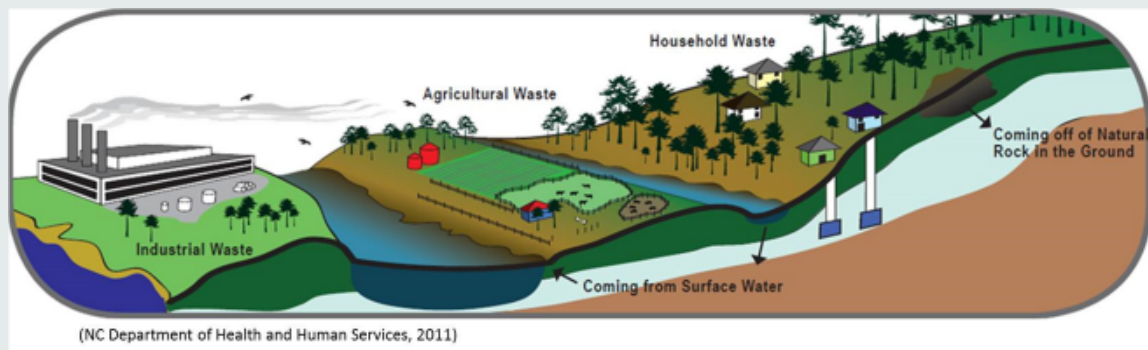 Household Waste
Agricultural Waste
Coming off of Natural
Rock in the Ground
Industrial Waste
Coming from Surface Water
(NC Department of Health and Human Services, 2011)